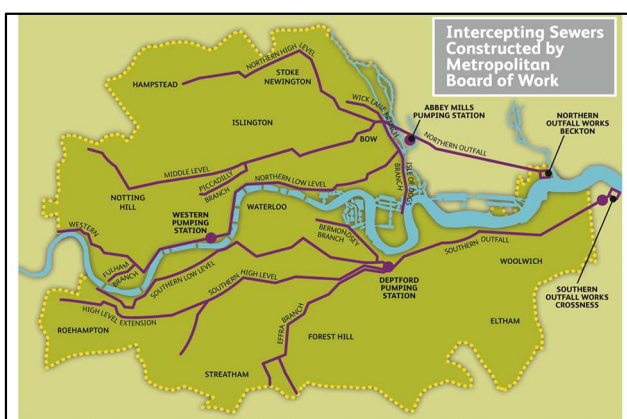 Intercepting Sewers
Constructed by
Metropolitan
Board of Work
NORTHERN HIGH LEVEL
STOKE
NEWINGTON
HAMPSTEAD
WICK LANE BRANCH
ABBEY MILLS
PUMPING STATION
NORTHERN
OUTFALL WORKS
BECKTON
ISLINGTON
BOW
NORTHERN OUTFALL
MIDDLE LEVEL
PICCADILLY
BRANCH
NORTHERN LOW LEVEL
ISLE OF DOGS
BRANCH
NOTTING
HILL
WATERLOO
WESTERN
WESTERN
PUMPING
STATION
BERMONDSEY
BRANCH
SOUTHERN OUTFALL
WOOLWICH
FULHAM
BRANCH
SOUTHERN LOW LEVEL
SOUTHERN HIGH LEVEL
DEPTFORD
PUMPING
STATION
SOUTHERN
OUTFALL WORKS
CROSSNESS
HIGH LEVEL EXTENSION
ROEHAMPTON
EFFRA BRANCH
FOREST HILL
ELTHAM
STREATHAM